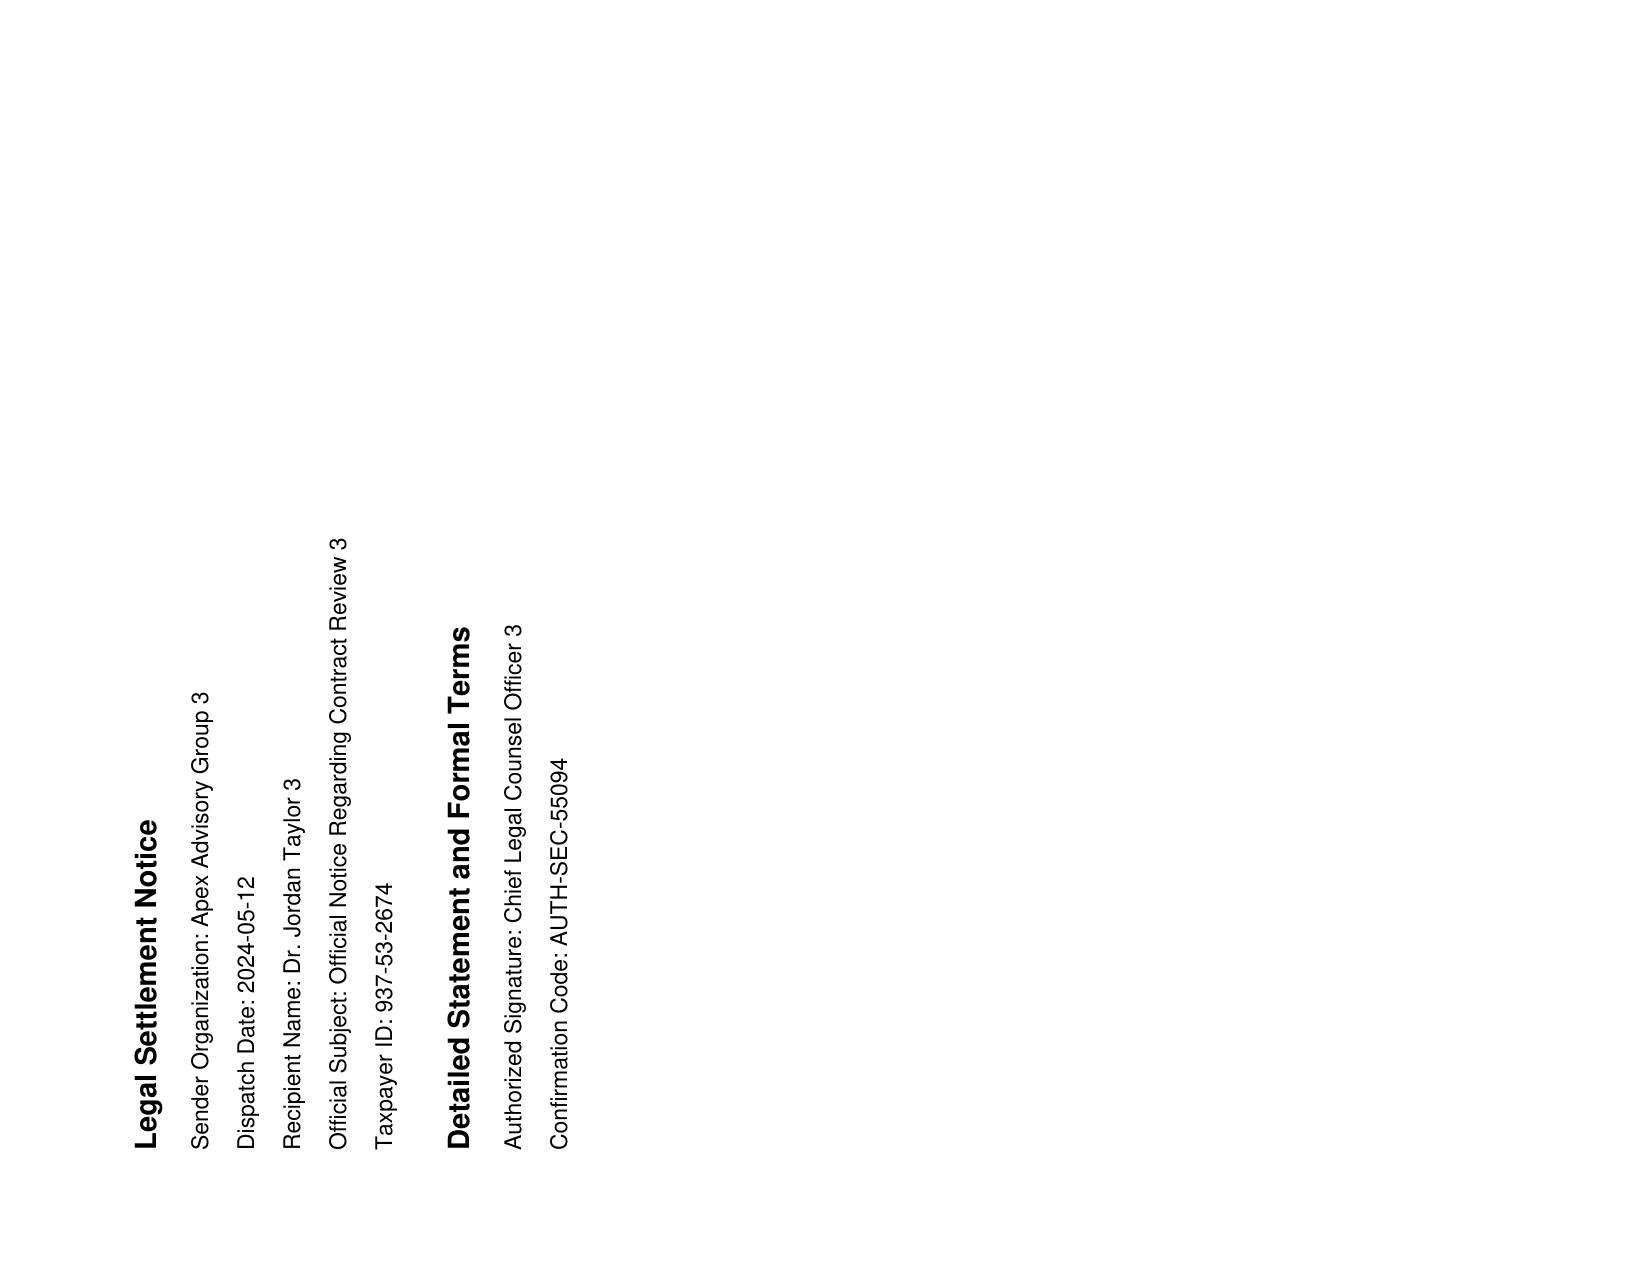 Legal Settlement Notice
Sender Organization: Apex Advisory Group 3
Dispatch Date: 2024-05-12
Recipient Name: Dr. Jordan Taylor 3
Official Subject: Official Notice Regarding Contract Review 3
Taxpayer ID: 937-53-2674
Detailed Statement and Formal Terms
Authorized Signature: Chief Legal Counsel Officer 3
Confirmation Code: AUTH-SEC-55094